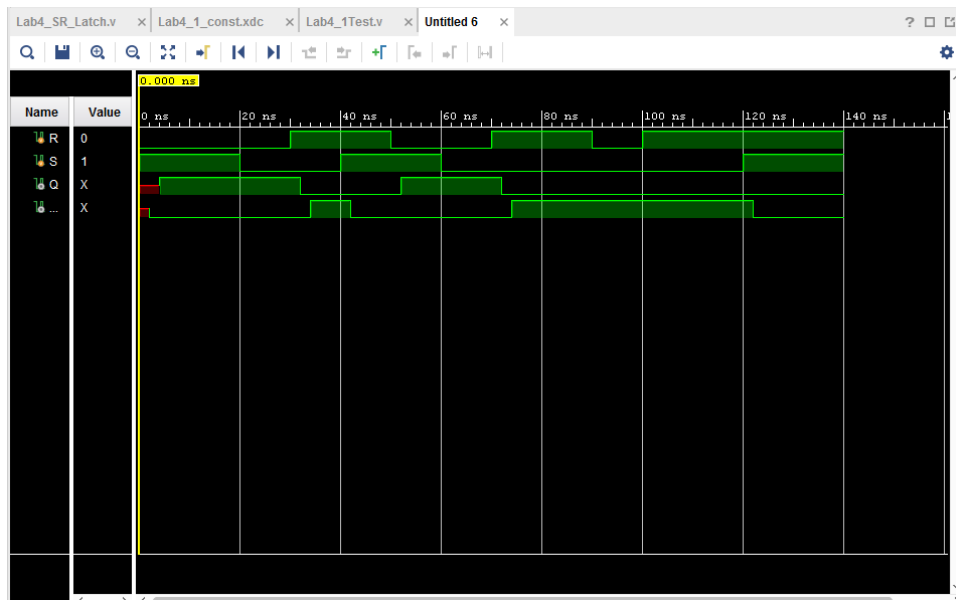 Lab4_SR_Latch.v × Lab4_1_const.xdc × Lab4_1Test.v × Untitled 6 ×
0.000 ns
Name Value
0 ns 20 ns 40 ns 60 ns 80 ns 100 ns 120 ns 140 ns
R 0
S 1
Q X
... X